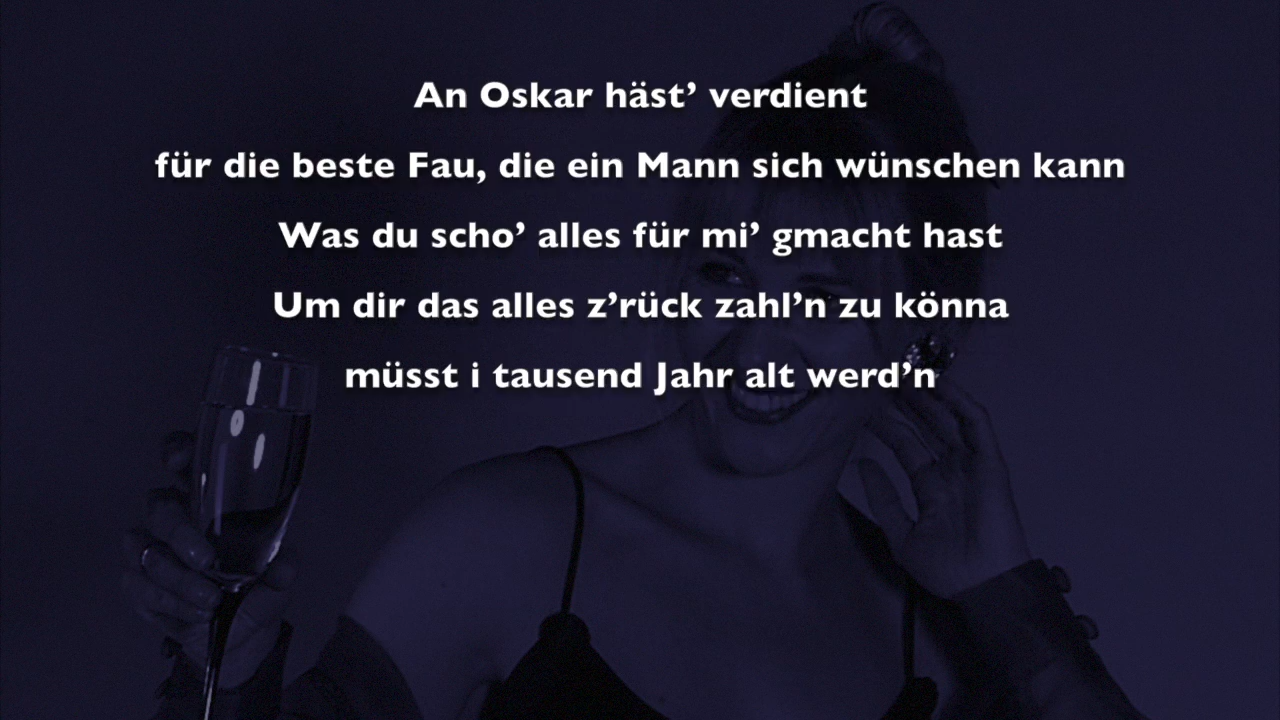 An Oskar häst’ verdient
für die beste Fau, die ein Mann sich wünschen kann
Was du scho’ alles für mi’ gmacht hast
Um dir das alles z’rück zahl’n zu könna
müsst i tausend Jahr alt werd’n